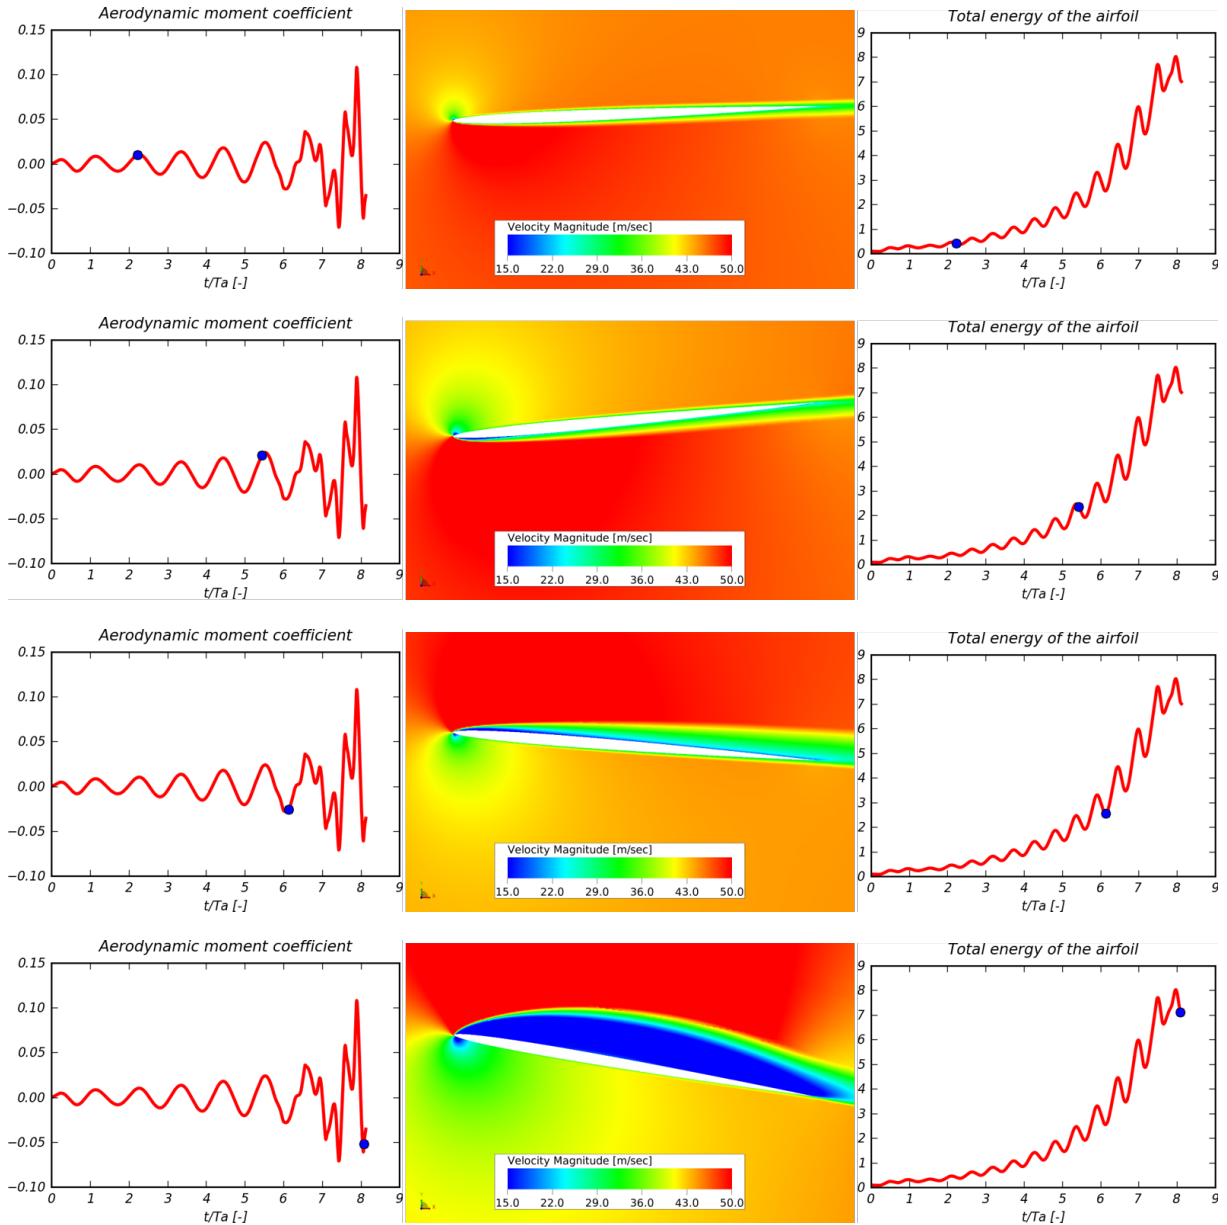 Aerodynamic moment coefficient
0.15
0.10
0.05
0.00
−0.05
−0.10
0 1 2 3 4 5 6 7 8 9
t/Ta [-]
Velocity Magnitude [m/sec]
15.0 22.0 29.0 36.0 43.0 50.0
Total energy of the airfoil
9
8
7
6
5
4
3
2
1
0
0 1 2 3 4 5 6 7 8 9
t/Ta [-]
Aerodynamic moment coefficient
0.15
0.10
0.05
0.00
−0.05
−0.10
0 1 2 3 4 5 6 7 8 9
t/Ta [-]
Velocity Magnitude [m/sec]
15.0 22.0 29.0 36.0 43.0 50.0
Total energy of the airfoil
9
8
7
6
5
4
3
2
1
0
0 1 2 3 4 5 6 7 8 9
t/Ta [-]
Aerodynamic moment coefficient
0.15
0.10
0.05
0.00
−0.05
−0.10
0 1 2 3 4 5 6 7 8 9
t/Ta [-]
Velocity Magnitude [m/sec]
15.0 22.0 29.0 36.0 43.0 50.0
Total energy of the airfoil
9
8
7
6
5
4
3
2
1
0
0 1 2 3 4 5 6 7 8 9
t/Ta [-]
Aerodynamic moment coefficient
0.15
0.10
0.05
0.00
−0.05
−0.10
0 1 2 3 4 5 6 7 8 9
t/Ta [-]
Velocity Magnitude [m/sec]
15.0 22.0 29.0 36.0 43.0 50.0
Total energy of the airfoil
9
8
7
6
5
4
3
2
1
0
0 1 2 3 4 5 6 7 8 9
t/Ta [-]